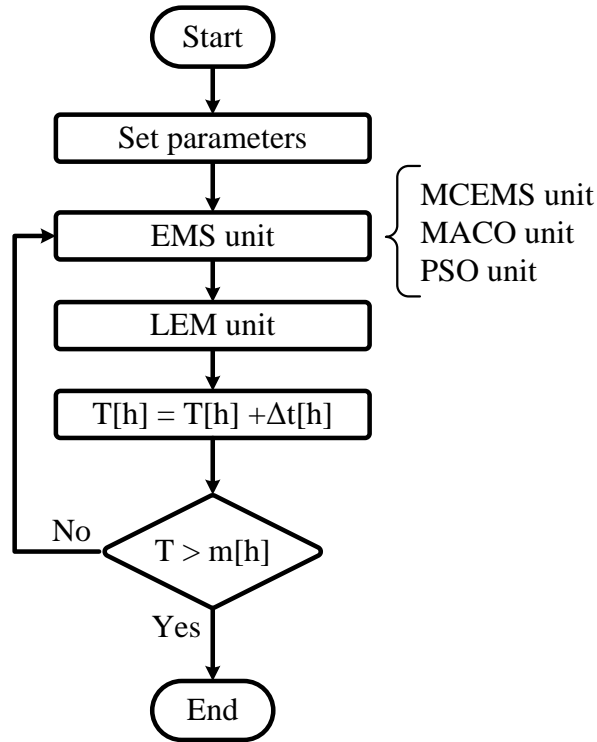 Start
Set parameters
EMS unit
MCEMS unit
MACO unit
PSO unit
LEM unit
T[h] = T[h] +Δt[h]
T > m[h]
No
Yes
End